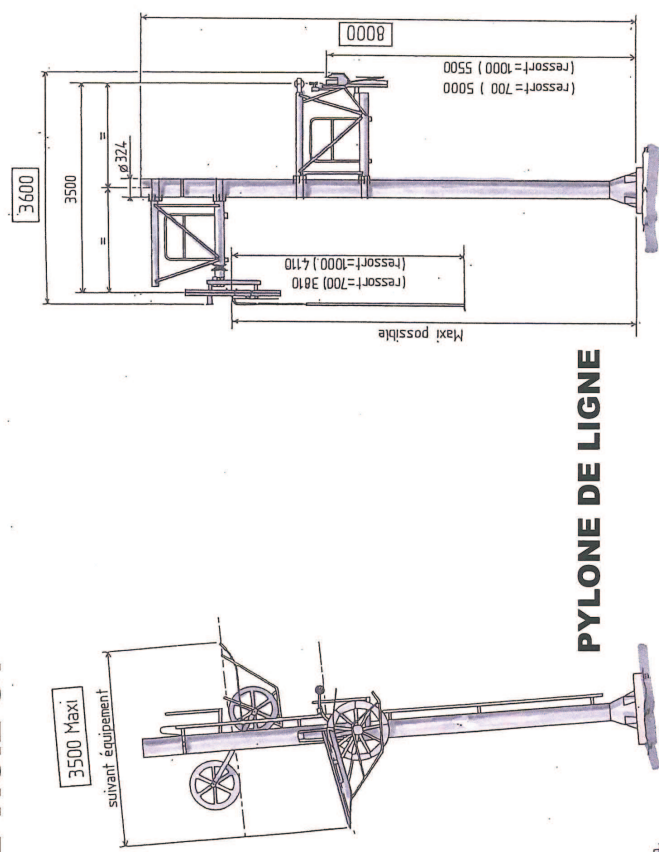 3600
3500
=
=
ø324
8000
(ressort=700 ) 5000
(ressort=1000 ) 5500
(ressort=700) 3810
(ressort=1000.) 4110
Maxi possible
3500 Maxi
suivant équipement
PYLONE DE LIGNE